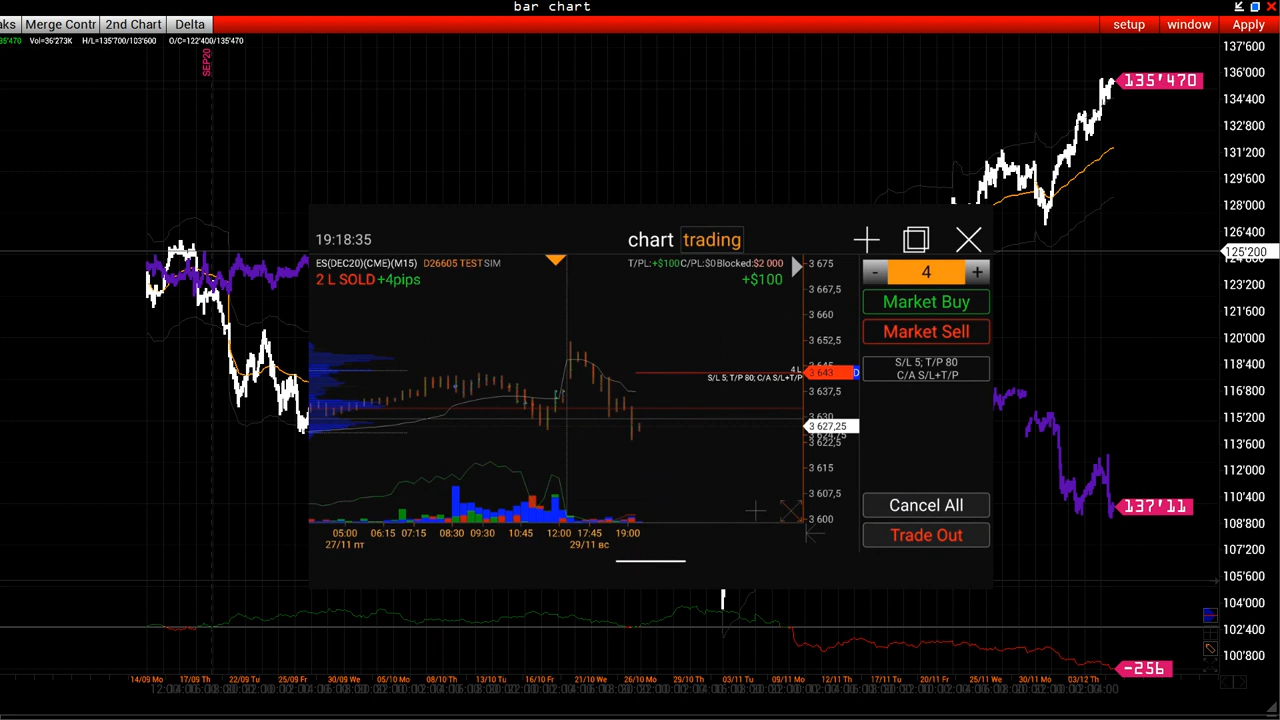 bar chart
aks Merge Contr 2nd Chart Delta setup window Apply
Vol=36'273K H/L=135'700/103'600 O/C=122'400/135'470
SEP20
137'600
136'000
135'470
134'400
132'800
131'200
129'600
128'000
126'400
125'200
123'200
121'600
120'000
118'400
116'800
115'200
113'600
112'000
110'400
137'11
108'800
107'200
105'600
104'000
102'400
100'800
-256
19:18:35 chart trading
ES(DEC20)(CME)(M15) D26605 TEST SIM T/PL:+$100 C/PL:$0 Blocked:$2 000
2 L SOLD +4pips +$100
3 675
3 667,5
3 660
3 652,5
3 645
3 643
3 637,5
3 630
3 627,25
3 622,5
3 615
3 607,5
3 600
4 L
S/L 5; T/P 80; C/A S/L+T/P
05:00 06:15 07:15 08:30 09:30 10:45 12:00 17:45 19:00
27/11 пт 29/11 вс
- 4 +
Market Buy
Market Sell
S/L 5; T/P 80
C/A S/L+T/P
Cancel All
Trade Out
14/09 Mo 17/09 Th 22/09 Tu 25/09 Fr 30/09 We 05/10 Mo 08/10 Th 13/10 Tu 16/10 Fr 21/10 We 26/10 Mo 29/10 Th 03/11 Tu 06/11 Fr 09/11 Mo 12/11 Th 17/11 Tu 20/11 Fr 25/11 We 30/11 Mo 03/12 Th